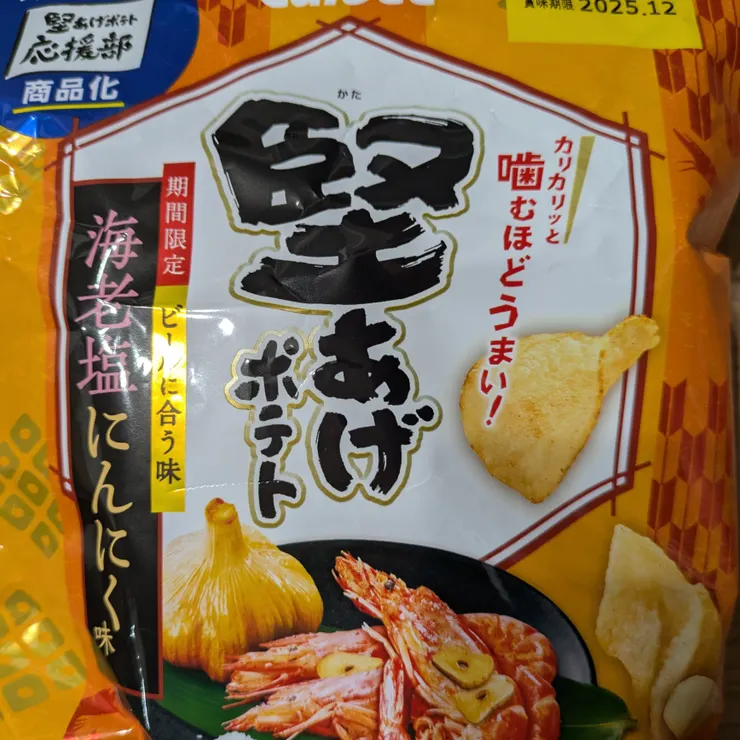 堅あげポテト
応援部
商品化
Calbee
賞味期限 2025.12
かた
堅あげ
ポテト
カリカリッと
噛むほどうまい!
期間限定
ビールに合う味
海老塩にんにく味